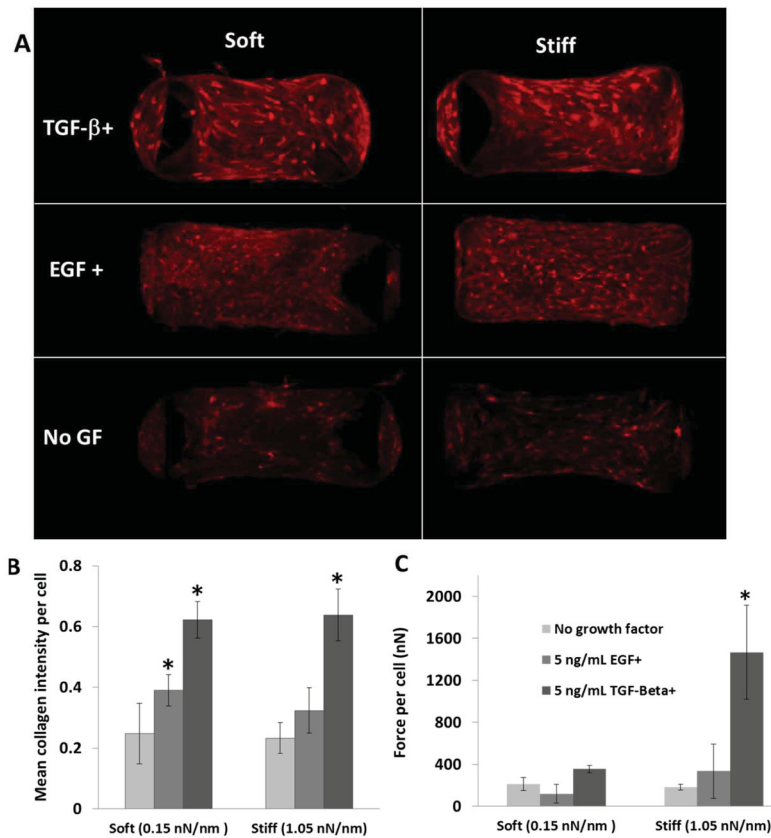 A
Soft
Stiff
TGF-β+
EGF +
No GF
B
Mean collagen intensity per cell
0.8
0.6
0.4
0.2
0
*
*
*
Soft (0.15 nN/nm )
Stiff (1.05 nN/nm)
C
Force per cell (nN)
2000
1600
1200
800
400
0
No growth factor
5 ng/mL EGF+
5 ng/mL TGF-Beta+
*
Soft (0.15 nN/nm)
Stiff (1.05 nN/nm)